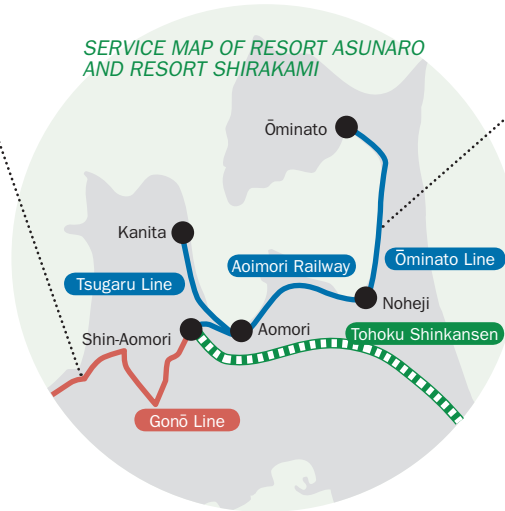 SERVICE MAP OF RESORT ASUNARO
AND RESORT SHIRAKAMI
Ōminato
Kanita
Aoimori Railway
Ōminato Line
Tsugaru Line
Noheji
Shin-Aomori
Aomori
Tohoku Shinkansen
Gonō Line